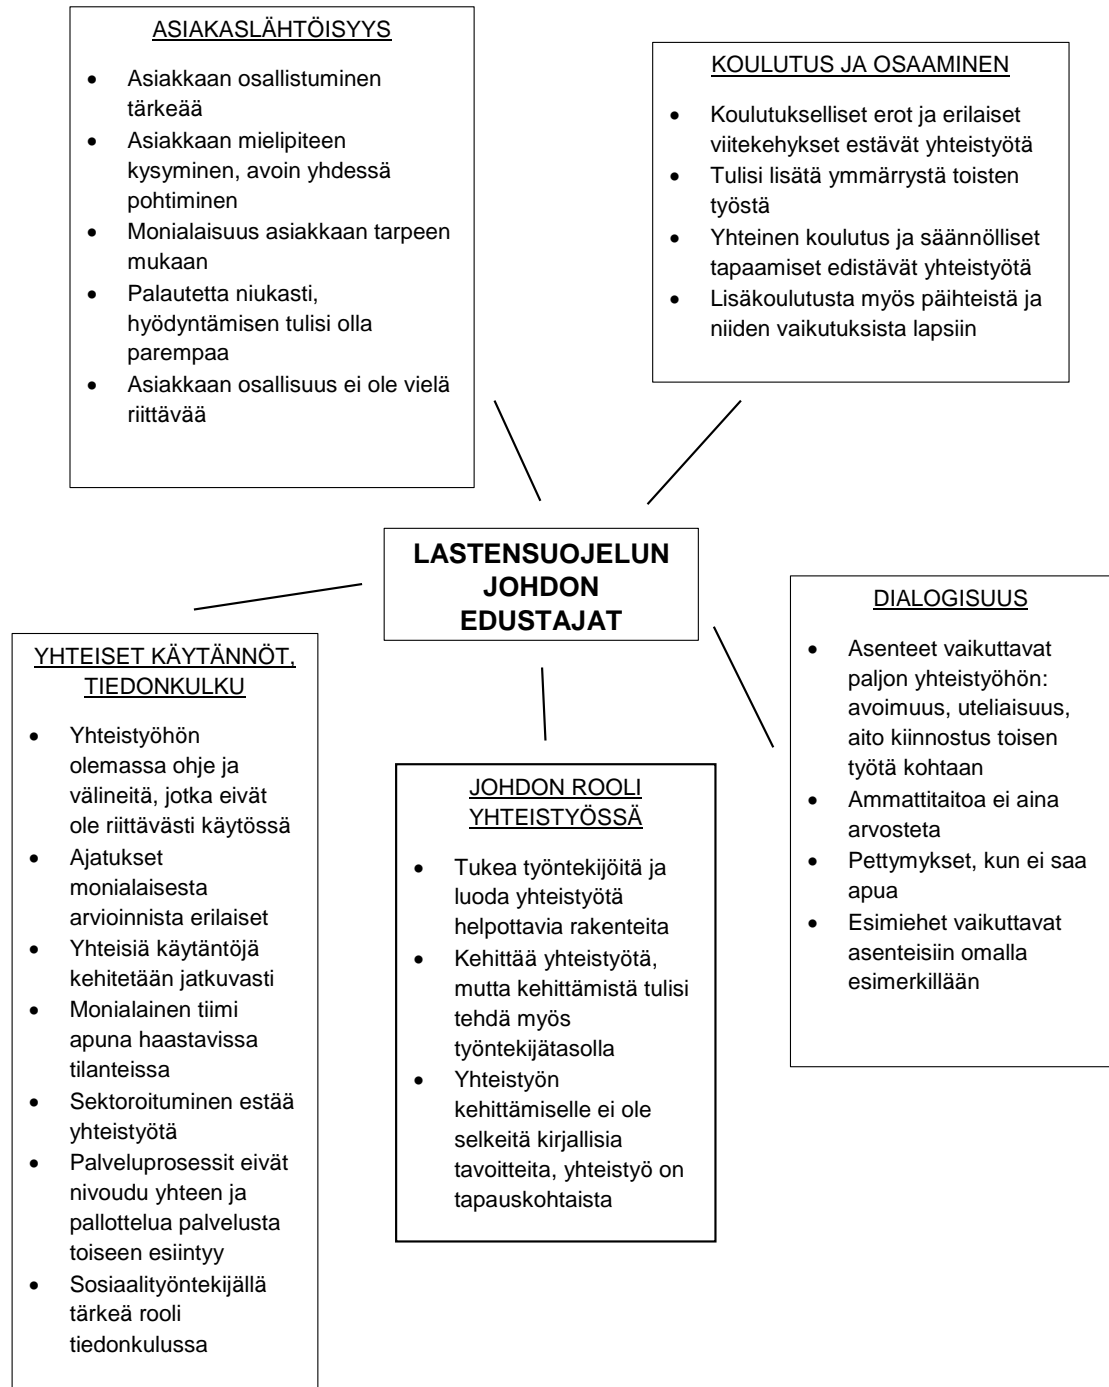 ASIAKASLÄHTÖISYYS
• Asiakkaan osallistuminen
tärkeää
• Asiakkaan mielipiteen
kysyminen, avoin yhdessä
pohtiminen
• Monialaisuus asiakkaan tarpeen
mukaan
• Palautetta niukasti,
hyödyntämisen tulisi olla
parempaa
• Asiakkaan osallisuus ei ole vielä
riittävää
KOULUTUS JA OSAAMINEN
• Koulutukselliset erot ja erilaiset
viitekehykset estävät yhteistyötä
• Tulisi lisätä ymmärrystä toisten
työstä
• Yhteinen koulutus ja säännölliset
tapaamiset edistävät yhteistyötä
• Lisäkoulutusta myös päihteistä ja
niiden vaikutuksista lapsiin
LASTENSUOJELUN
JOHDON
EDUSTAJAT
YHTEISET KÄYTÄNNÖT,
TIEDONKULKU
• Yhteistyöhön
olemassa ohje ja
välineitä, jotka eivät
ole riittävästi käytössä
• Ajatukset
monialaisesta
arvioinnista erilaiset
• Yhteisiä käytäntöjä
kehitetään jatkuvasti
• Monialainen tiimi
apuna haastavissa
tilanteissa
• Sektoroituminen estää
yhteistyötä
• Palveluprosessit eivät
nivoudu yhteen ja
pallottelua palvelusta
toiseen esiintyy
• Sosiaalityöntekijällä
tärkeä rooli
tiedonkulussa
JOHDON ROOLI
YHTEISTYÖSSÄ
• Tukea työntekijöitä ja
luoda yhteistyötä
helpottavia rakenteita
• Kehittää yhteistyötä,
mutta kehittämistä tulisi
tehdä myös
työntekijätasolla
• Yhteistyön
kehittämiselle ei ole
selkeitä kirjallisia
tavoitteita, yhteistyö on
tapauskohtaista
DIALOGISUUS
• Asenteet vaikuttavat
paljon yhteistyöhön:
avoimuus, uteliaisuus,
aito kiinnostus toisen
työtä kohtaan
• Ammattitaitoa ei aina
arvosteta
• Pettymykset, kun ei saa
apua
• Esimiehet vaikuttavat
asenteisiin omalla
esimerkillään